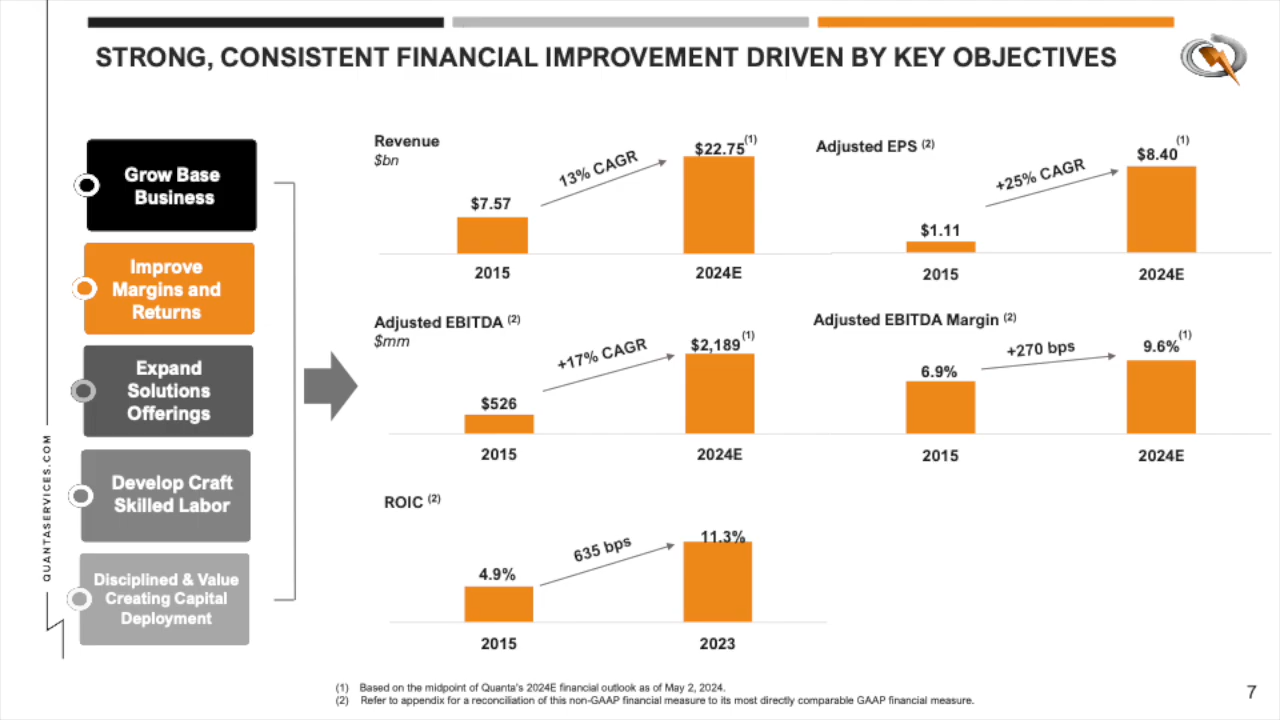 STRONG, CONSISTENT FINANCIAL IMPROVEMENT DRIVEN BY KEY OBJECTIVES
QUANTASERVICES.COM
Grow Base
Business
Improve
Margins and
Returns
Expand
Solutions
Offerings
Develop Craft
Skilled Labor
Disciplined & Value
Creating Capital
Deployment
Revenue
$bn
$7.57
13% CAGR
$22.75(1)
2015
2024E
Adjusted EPS (2)
$1.11
+25% CAGR
$8.40(1)
2015
2024E
Adjusted EBITDA (2)
$mm
$526
+17% CAGR
$2,189(1)
2015
2024E
Adjusted EBITDA Margin (2)
6.9%
+270 bps
9.6%(1)
2015
2024E
ROIC (2)
4.9%
635 bps
11.3%
2015
2023
(1) Based on the midpoint of Quanta's 2024E financial outlook as of May 2, 2024.
(2) Refer to appendix for a reconciliation of this non-GAAP financial measure to its most directly comparable GAAP financial measure.
7